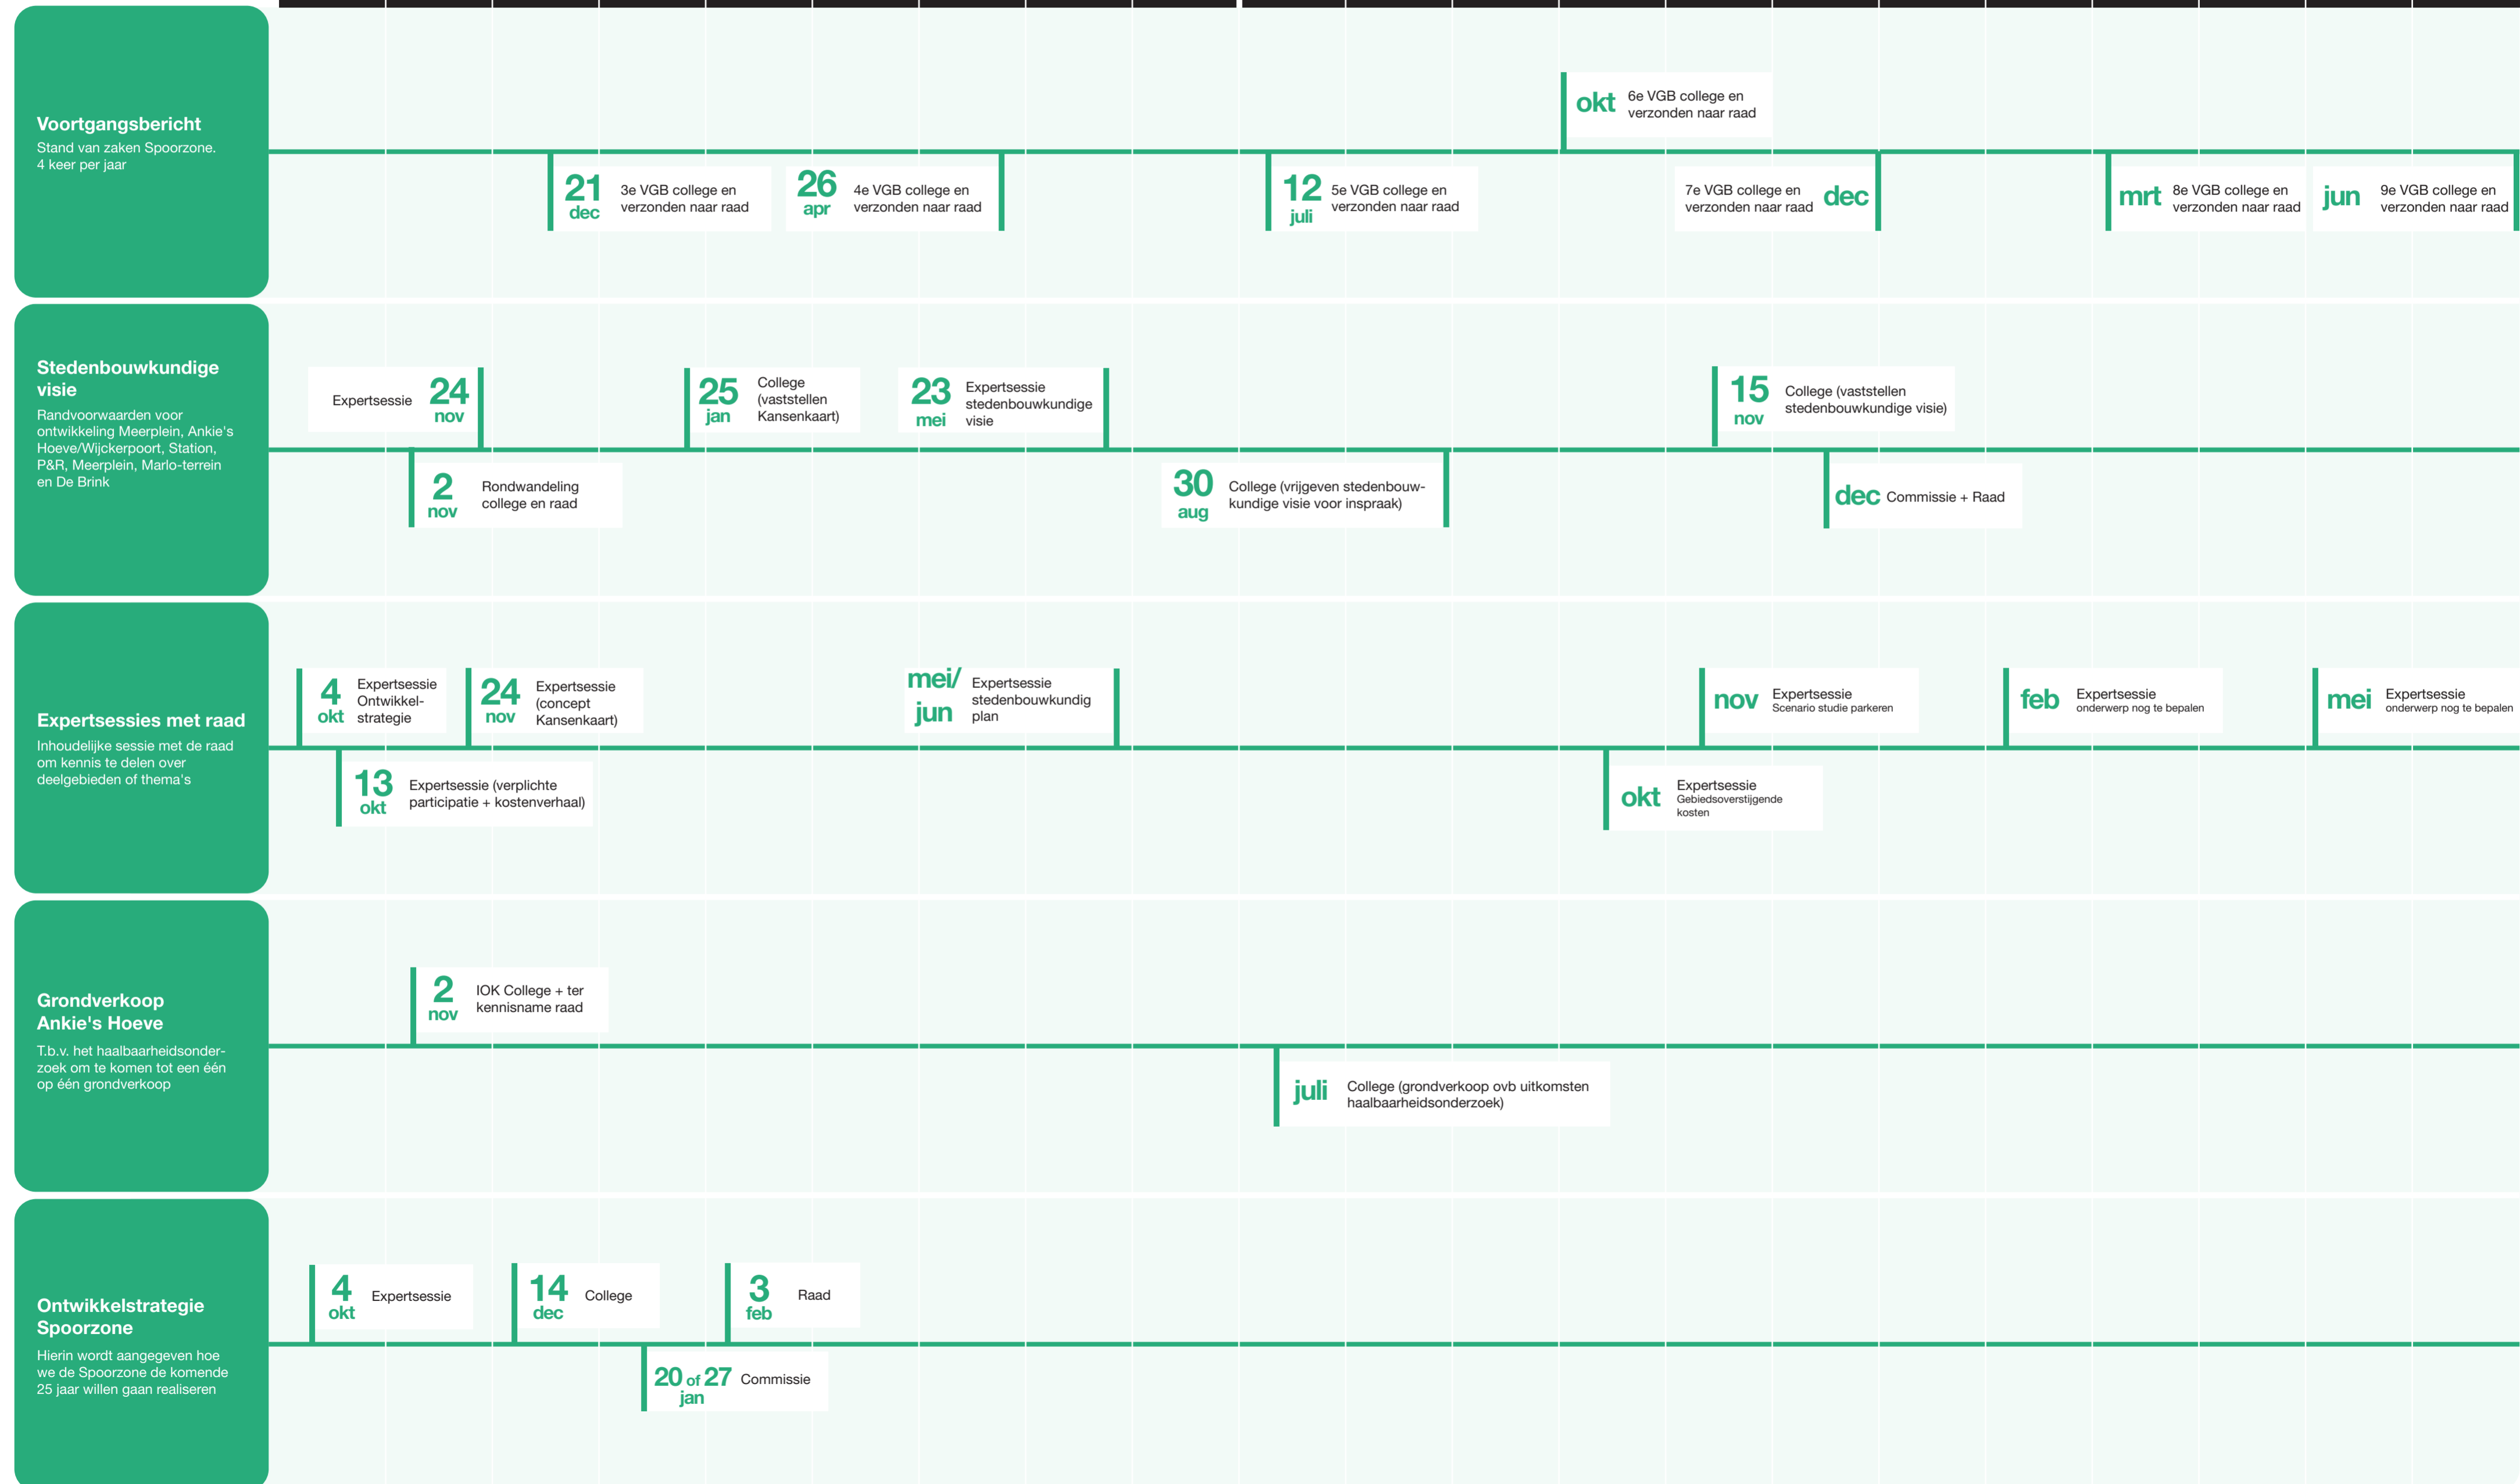 Voortgangsbericht
Stand van zaken Spoorzone.
4 keer per jaar
okt
6e VGB college en
verzonden naar raad
21
dec
3e VGB college en
verzonden naar raad
26
apr
4e VGB college en
verzonden naar raad
12
juli
5e VGB college en
verzonden naar raad
7e VGB college en
verzonden naar raad
dec
mrt
8e VGB college en
verzonden naar raad
jun
9e VGB college en
verzonden naar raad
Stedenbouwkundige
visie
Randvoorwaarden voor
ontwikkeling Meerplein, Ankie's
Hoeve/Wijckerpoort, Station,
P&R, Meerplein, Marlo-terrein
en De Brink
Expertsessie
24
nov
25
jan
College
(vaststellen
Kansenkaart)
23
mei
Expertsessie
stedenbouwkundige
visie
15
nov
College (vaststellen
stedenbouwkundige visie)
2
nov
Rondwandeling
college en raad
30
aug
College (vrijgeven stedenbouw-
kundige visie voor inspraak)
dec
Commissie + Raad
Expertsessies met raad
Inhoudelijke sessie met de raad
om kennis te delen over
deelgebieden of thema's
4
okt
Expertsessie
Ontwikkel-
strategie
24
nov
Expertsessie
(concept
Kansenkaart)
mei/
jun
Expertsessie
stedenbouwkundig
plan
nov
Expertsessie
Scenario studie parkeren
feb
Expertsessie
onderwerp nog te bepalen
mei
Expertsessie
onderwerp nog te bepalen
13
okt
Expertsessie (verplichte
participatie + kostenverhaal)
okt
Expertsessie
Gebiedsoverstijgende
kosten
Grondverkoop
Ankie's Hoeve
T.b.v. het haalbaarheidsonder-
zoek om te komen tot een één
op één grondverkoop
2
nov
IOK College + ter
kennisname raad
juli
College (grondverkoop ovb uitkomsten
haalbaarheidsonderzoek)
Ontwikkelstrategie
Spoorzone
Hierin wordt aangegeven hoe
we de Spoorzone de komende
25 jaar willen gaan realiseren
4
okt
Expertsessie
14
dec
College
3
feb
Raad
20 of 27
jan
Commissie